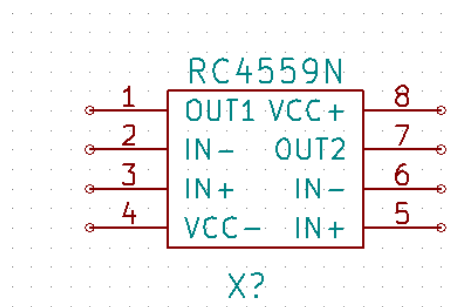 RC4559N
1 OUT1 VCC+ 8
2 IN- OUT2 7
3 IN+ IN- 6
4 VCC- IN+ 5
X?